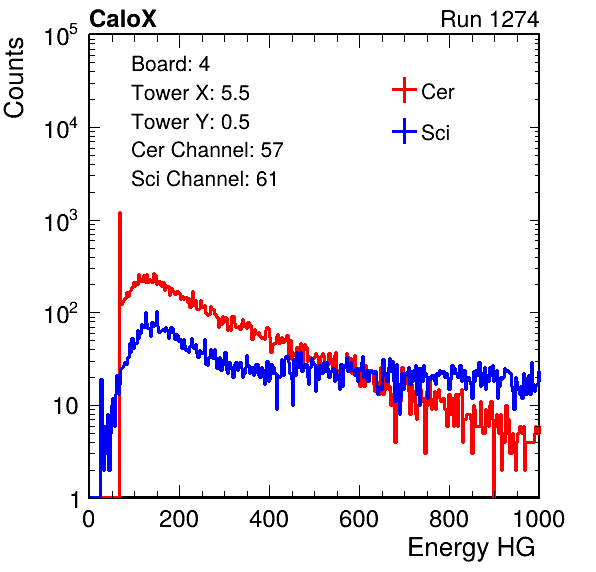 CaloX Run 1274
Counts
Board: 4
Tower X: 5.5
Tower Y: 0.5
Cer Channel: 57
Sci Channel: 61
Cer
Sci
10^5
10^4
10^3
10^2
10
1
0 200 400 600 800 1000
Energy HG